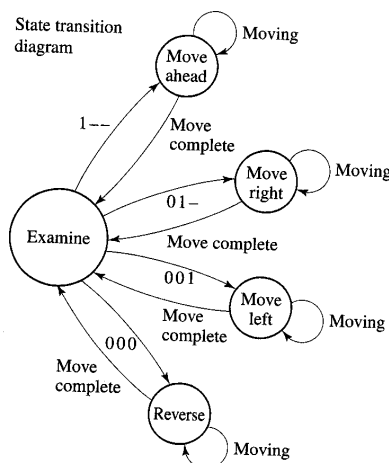 State transition
diagram
Moving
Move
ahead
1--
Move
complete
Move
right
Moving
01-
Examine
Move complete
001
Move
left
Move
complete
Moving
000
Move
complete
Reverse
Moving